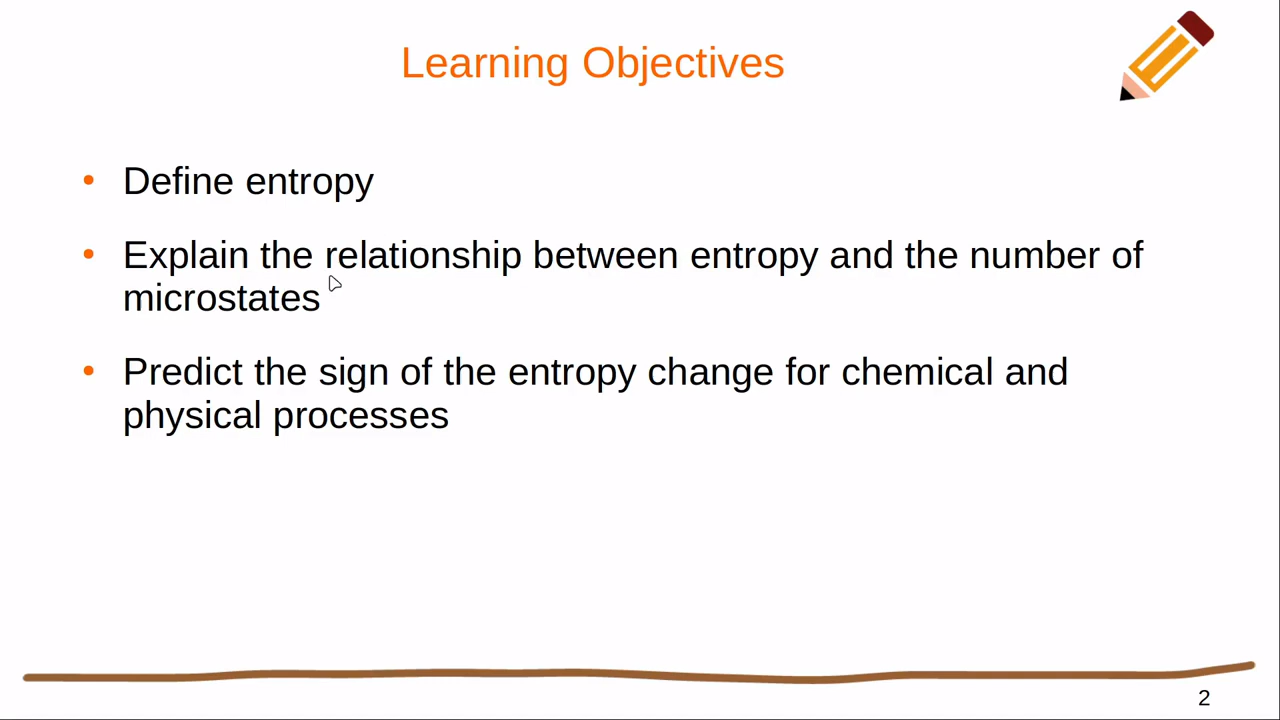 Learning Objectives
• Define entropy
• Explain the relationship between entropy and the number of
microstates
• Predict the sign of the entropy change for chemical and
physical processes
2